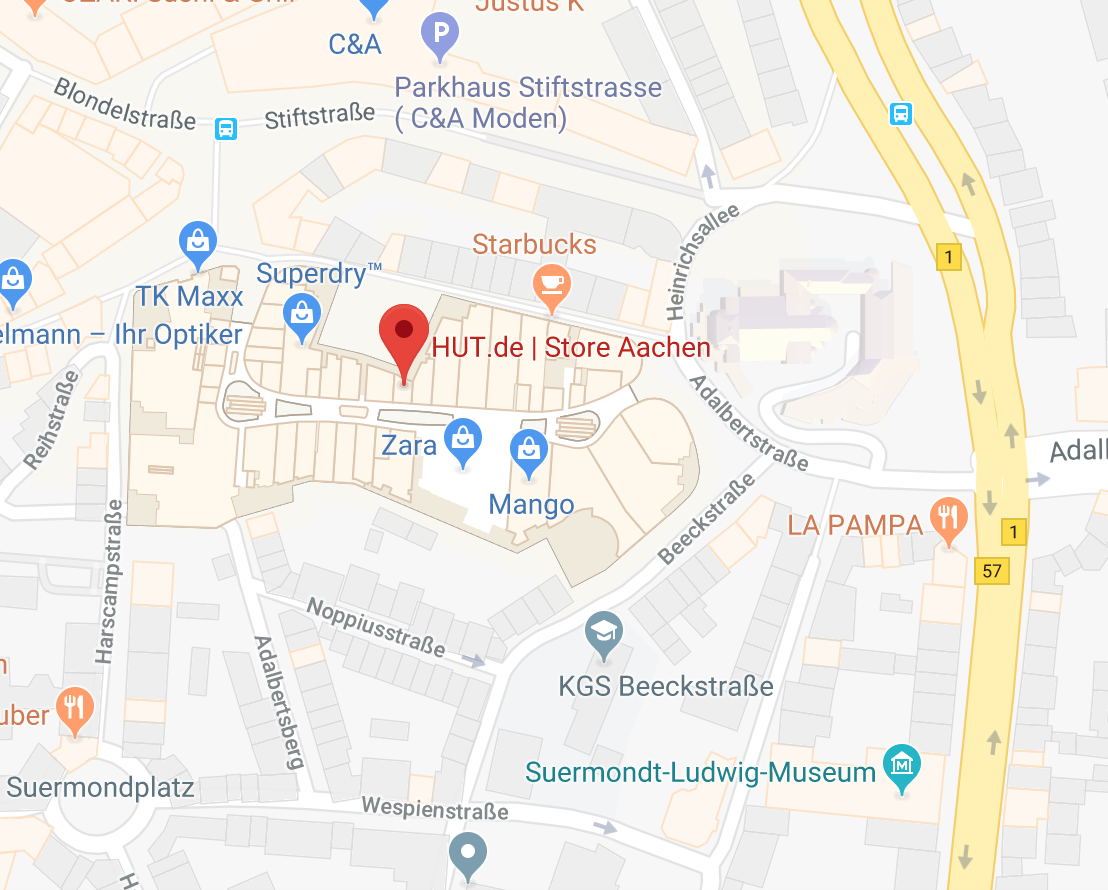 Justus K
C&A
P
Parkhaus Stiftstrasse
( C&A Moden)
Blondelstraße
Stiftstraße
Heinrichsallee
Starbucks
1
Superdry™
TK Maxx
elmann – Ihr Optiker
HUT.de | Store Aachen
Reihstraße
Adalbertstraße
Zara
Adall
Mango
Beeckstraße
LA PAMPA
1
57
Harscampstraße
Noppiusstraße
Adalbertsberg
KGS Beeckstraße
n
uber
M
Suermondt-Ludwig-Museum
Suermondplatz
Wespienstraße
H